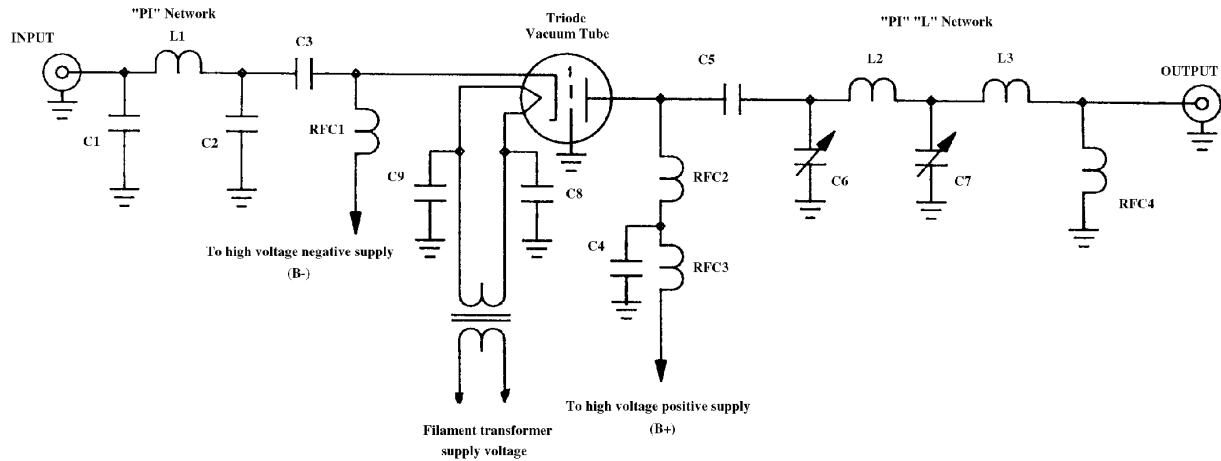 "PI" Network
INPUT
L1
C3
C1
C2
RFC1
To high voltage negative supply
(B-)
Triode
Vacuum Tube
C9
C8
Filament transformer
supply voltage
C5
RFC2
C4
RFC3
To high voltage positive supply
(B+)
"PI" "L" Network
L2
L3
OUTPUT
C6
C7
RFC4